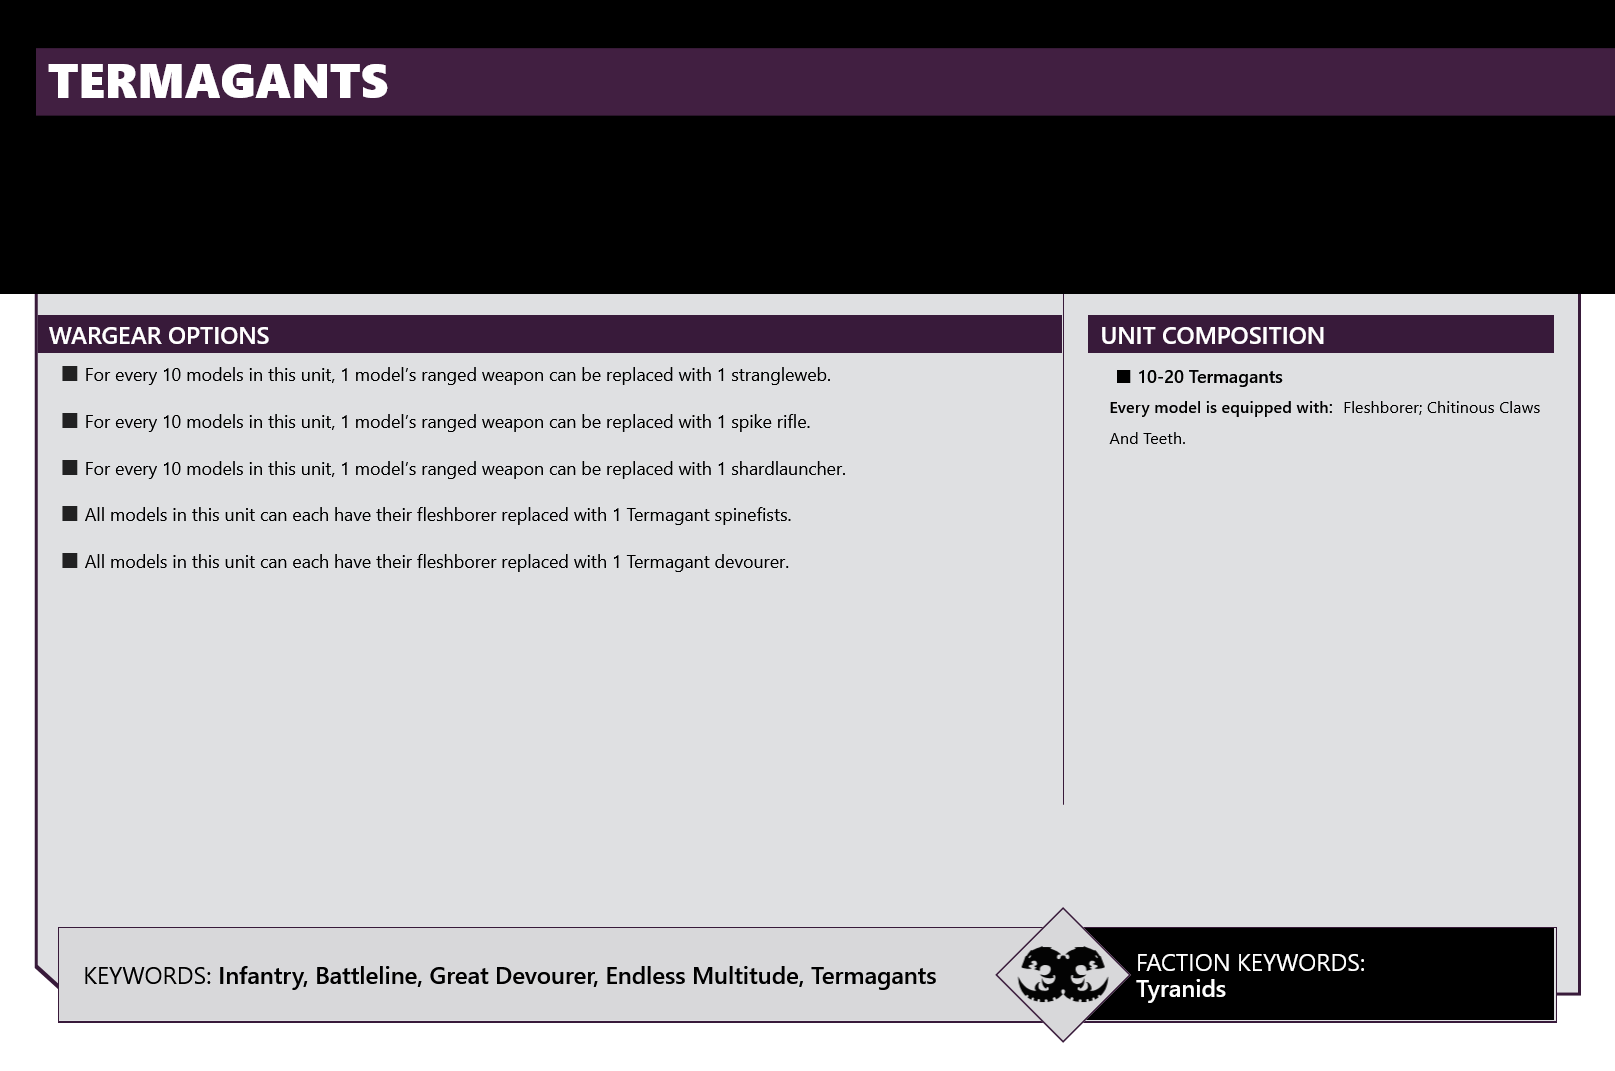 TERMAGANTS
WARGEAR OPTIONS
■ For every 10 models in this unit, 1 model’s ranged weapon can be replaced with 1 strangleweb.
■ For every 10 models in this unit, 1 model’s ranged weapon can be replaced with 1 spike rifle.
■ For every 10 models in this unit, 1 model’s ranged weapon can be replaced with 1 shardlauncher.
■ All models in this unit can each have their fleshborer replaced with 1 Termagant spinefists.
■ All models in this unit can each have their fleshborer replaced with 1 Termagant devourer.
UNIT COMPOSITION
■ 10-20 Termagants
Every model is equipped with: Fleshborer; Chitinous Claws
And Teeth.
KEYWORDS: Infantry, Battleline, Great Devourer, Endless Multitude, Termagants
FACTION KEYWORDS:
Tyranids